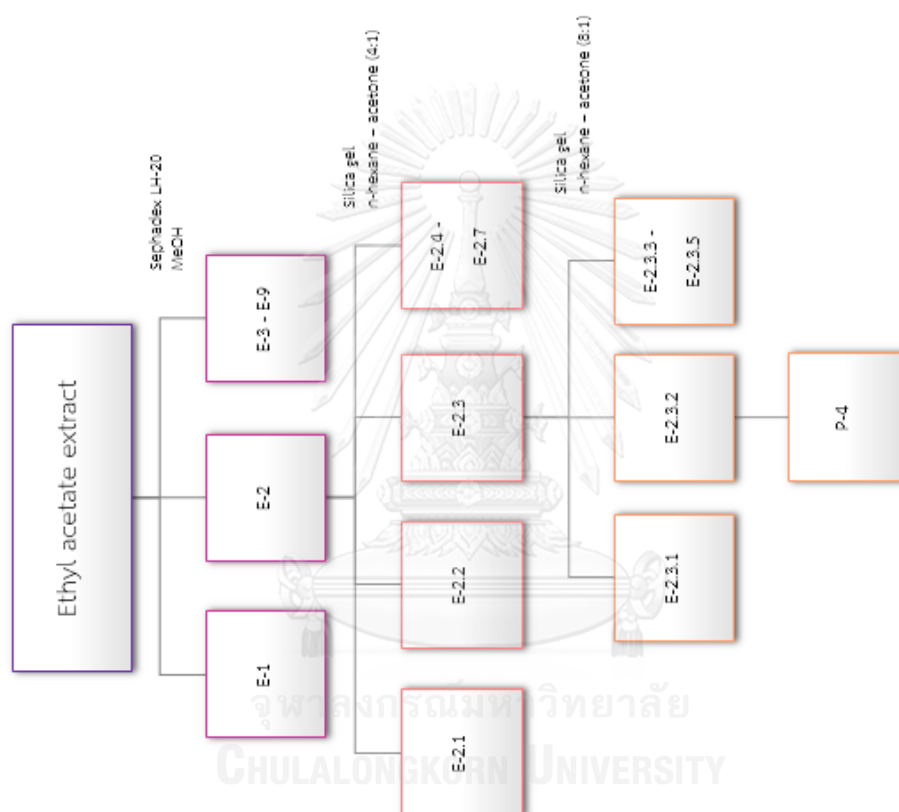 Ethyl acetate extract
Sephadex LH-20
MeOH
E-1
E-2
E-3 - E-9
Silica gel
n-hexane – acetone (4:1)
E-2.1
E-2.2
E-2.3
E-2.4 -
E-2.7
Silica gel
n-hexane – acetone (8:1)
E-2.3.1
E-2.3.2
E-2.3.3 -
E-2.3.5
P-4
จุฬาลงกรณ์มหาวิทยาลัย
CHULALONGKORN UNIVERSITY